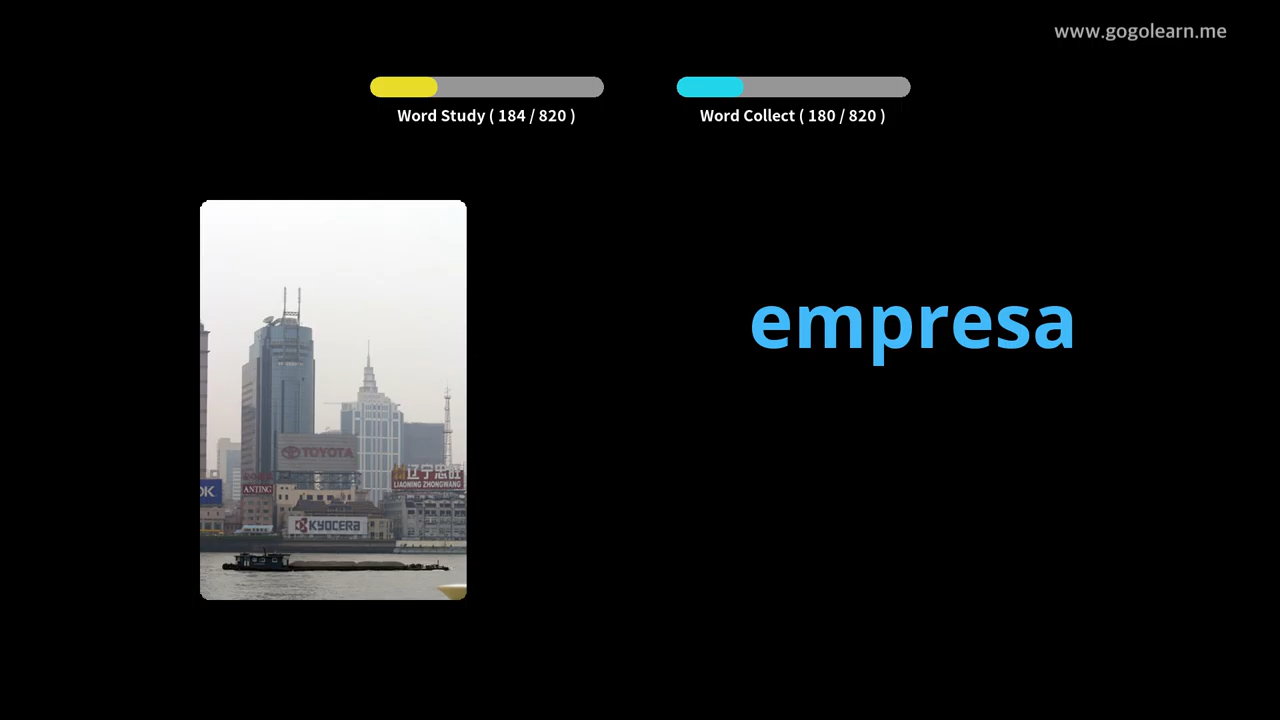 www.gogolearn.me
Word Study ( 184 / 820 )
Word Collect ( 180 / 820 )
empresa
TOYOTA
辽宁忠旺
LIAONING ZHONGWANG
ANTING
KYOCERA